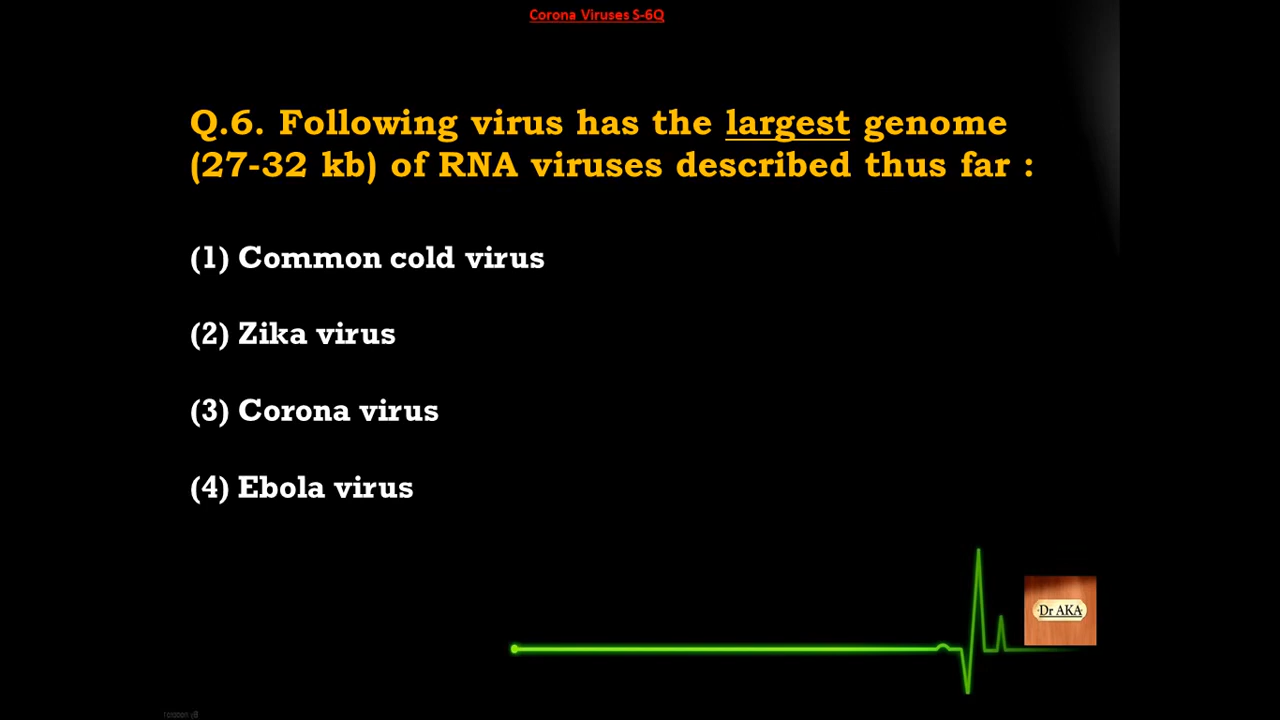 Corona Viruses S-6Q
Q.6. Following virus has the largest genome
(27-32 kb) of RNA viruses described thus far :
(1) Common cold virus
(2) Zika virus
(3) Corona virus
(4) Ebola virus
Dr AKA